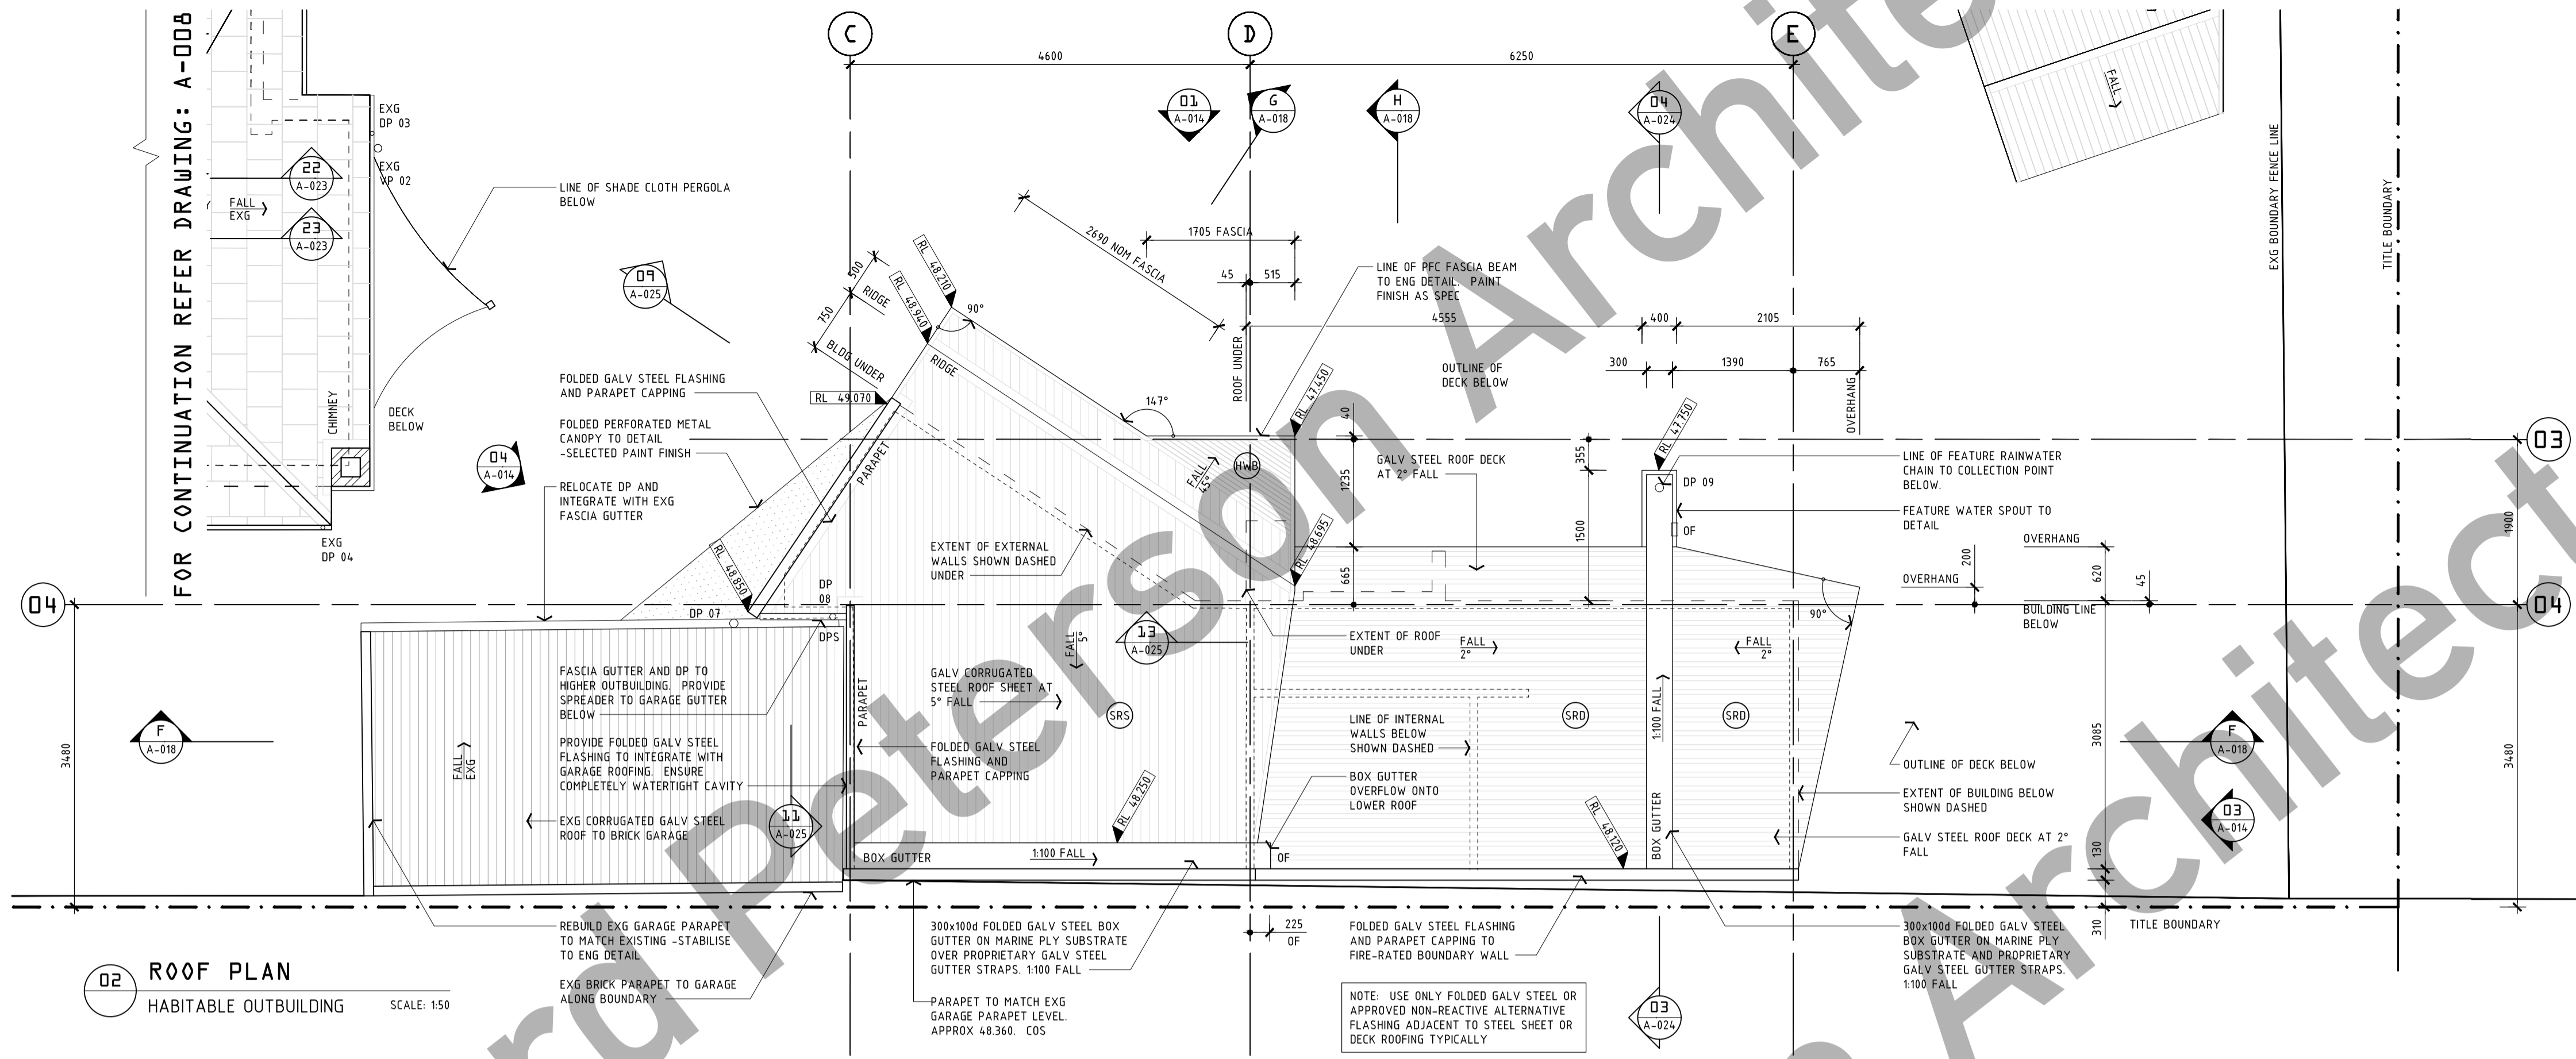 FOR CONTINUATION REFER DRAWING: A-008
C
D
E
4600
6250
EXG
DP 03
EXG
VP 02
22
A-023
FALL
EXG
23
A-023
LINE OF SHADE CLOTH PERGOLA
BELOW
01
A-014
G
A-018
H
A-018
04
A-024
FALL
EXG BOUNDARY FENCE LINE
TITLE BOUNDARY
09
A-025
500
RIDGE
750
BLDG UNDER
RL 48.210
RL 48.940
90°
RIDGE
2690 NOM FASCIA
1705 FASCIA
45
515
LINE OF PFC FASCIA BEAM
TO ENG DETAIL. PAINT
FINISH AS SPEC
4555
400
2105
300
1390
765
ROOF UNDER
OUTLINE OF
DECK BELOW
OVERHANG
RL 47.450
RL 47.750
147°
40
FOLDED GALV STEEL FLASHING
AND PARAPET CAPPING
RL 49.070
FOLDED PERFORATED METAL
CANOPY TO DETAIL
-SELECTED PAINT FINISH
PARAPET
CHIMNEY
DECK
BELOW
04
A-014
RELOCATE DP AND
INTEGRATE WITH EXG
FASCIA GUTTER
EXG
DP 04
HWB
FALL
45°
1235
GALV STEEL ROOF DECK
AT 2° FALL
355
DP 09
OF
LINE OF FEATURE RAINWATER
CHAIN TO COLLECTION POINT
BELOW.
FEATURE WATER SPOUT TO
DETAIL
03
1900
EXTENT OF EXTERNAL
WALLS SHOWN DASHED
UNDER
RL 48.695
1500
665
RL 48.850
DP
08
DP 07
DPS
OVERHANG
OVERHANG
200
620
45
BUILDING LINE
BELOW
90°
04
04
FALL
5°
13
A-025
EXTENT OF ROOF
UNDER
FALL
2°
FALL
2°
FASCIA GUTTER AND DP TO
HIGHER OUTBUILDING. PROVIDE
SPREADER TO GARAGE GUTTER
BELOW
GALV CORRUGATED
STEEL ROOF SHEET AT
5° FALL
SRS
SRD
SRD
PARAPET
LINE OF INTERNAL
WALLS BELOW
SHOWN DASHED
1:100 FALL
F
A-018
F
A-018
3480
3085
3480
FALL
EXG
PROVIDE FOLDED GALV STEEL
FLASHING TO INTEGRATE WITH
GARAGE ROOFING. ENSURE
COMPLETELY WATERTIGHT CAVITY
FOLDED GALV STEEL
FLASHING AND
PARAPET CAPPING
BOX GUTTER
OVERFLOW ONTO
LOWER ROOF
OUTLINE OF DECK BELOW
EXTENT OF BUILDING BELOW
SHOWN DASHED
03
A-014
GALV STEEL ROOF DECK AT 2°
FALL
EXG CORRUGATED GALV STEEL
ROOF TO BRICK GARAGE
11
A-025
RL 48.250
RL 48.120
BOX GUTTER
BOX GUTTER
1:100 FALL
OF
130
310
TITLE BOUNDARY
225
OF
REBUILD EXG GARAGE PARAPET
TO MATCH EXISTING -STABILISE
TO ENG DETAIL
EXG BRICK PARAPET TO GARAGE
ALONG BOUNDARY
300x100d FOLDED GALV STEEL BOX
GUTTER ON MARINE PLY SUBSTRATE
OVER PROPRIETARY GALV STEEL
GUTTER STRAPS. 1:100 FALL
PARAPET TO MATCH EXG
GARAGE PARAPET LEVEL.
APPROX 48.360. COS
FOLDED GALV STEEL FLASHING
AND PARAPET CAPPING TO
FIRE-RATED BOUNDARY WALL
300x100d FOLDED GALV STEEL
BOX GUTTER ON MARINE PLY
SUBSTRATE AND PROPRIETARY
GALV STEEL GUTTER STRAPS.
1:100 FALL
NOTE: USE ONLY FOLDED GALV STEEL OR
APPROVED NON-REACTIVE ALTERNATIVE
FLASHING ADJACENT TO STEEL SHEET OR
DECK ROOFING TYPICALLY
03
A-024
02
ROOF PLAN
HABITABLE OUTBUILDING
SCALE: 1:50
rd Peterson Architec
n Architect